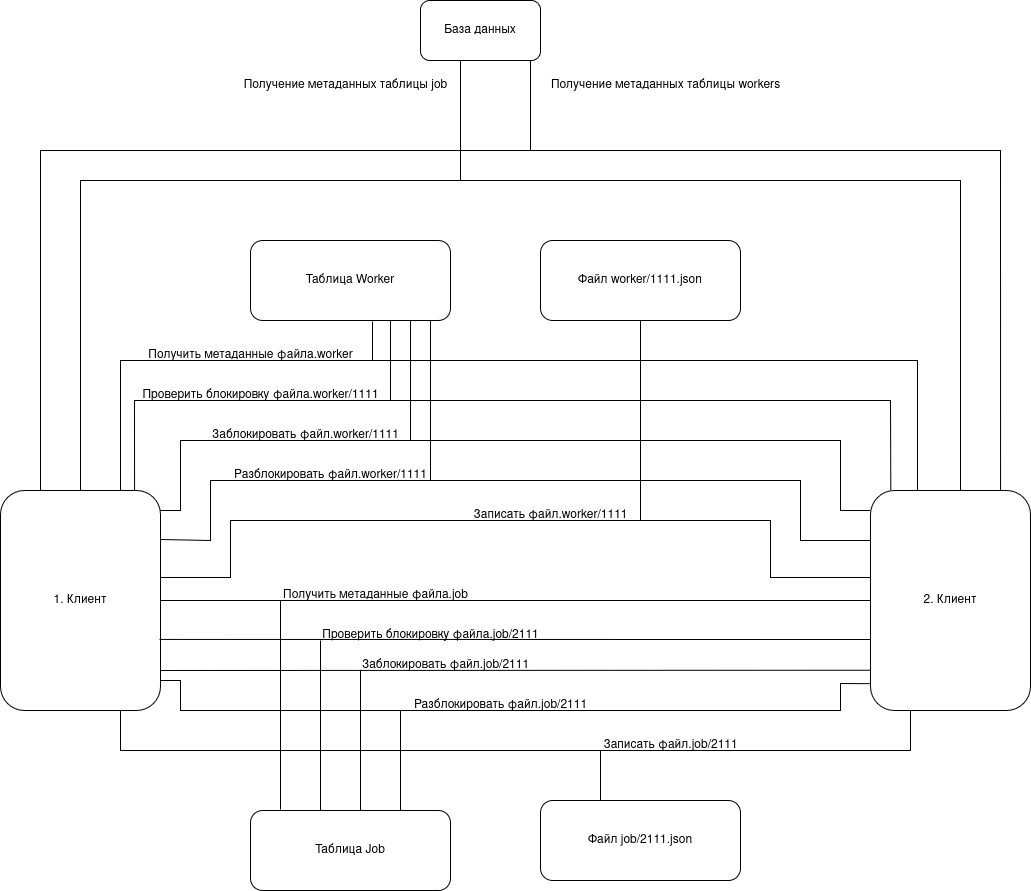 База данных
Получение метаданных таблицы job
Получение метаданных таблицы workers
Таблица Worker
Файл worker/1111.json
Получить метаданные файла.worker
Проверить блокировку файла.worker/1111
Заблокировать файл.worker/1111
Разблокировать файл.worker/1111
Записать файл.worker/1111
1. Клиент
2. Клиент
Получить метаданные файла.job
Проверить блокировку файла.job/2111
Заблокировать файл.job/2111
Разблокировать файл.job/2111
Записать файл.job/2111
Таблица Job
Файл job/2111.json